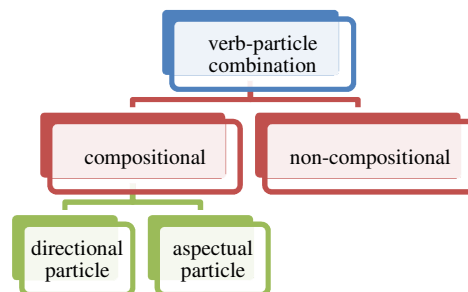 verb-particle
combination
compositional
non-compositional
directional
particle
aspectual
particle